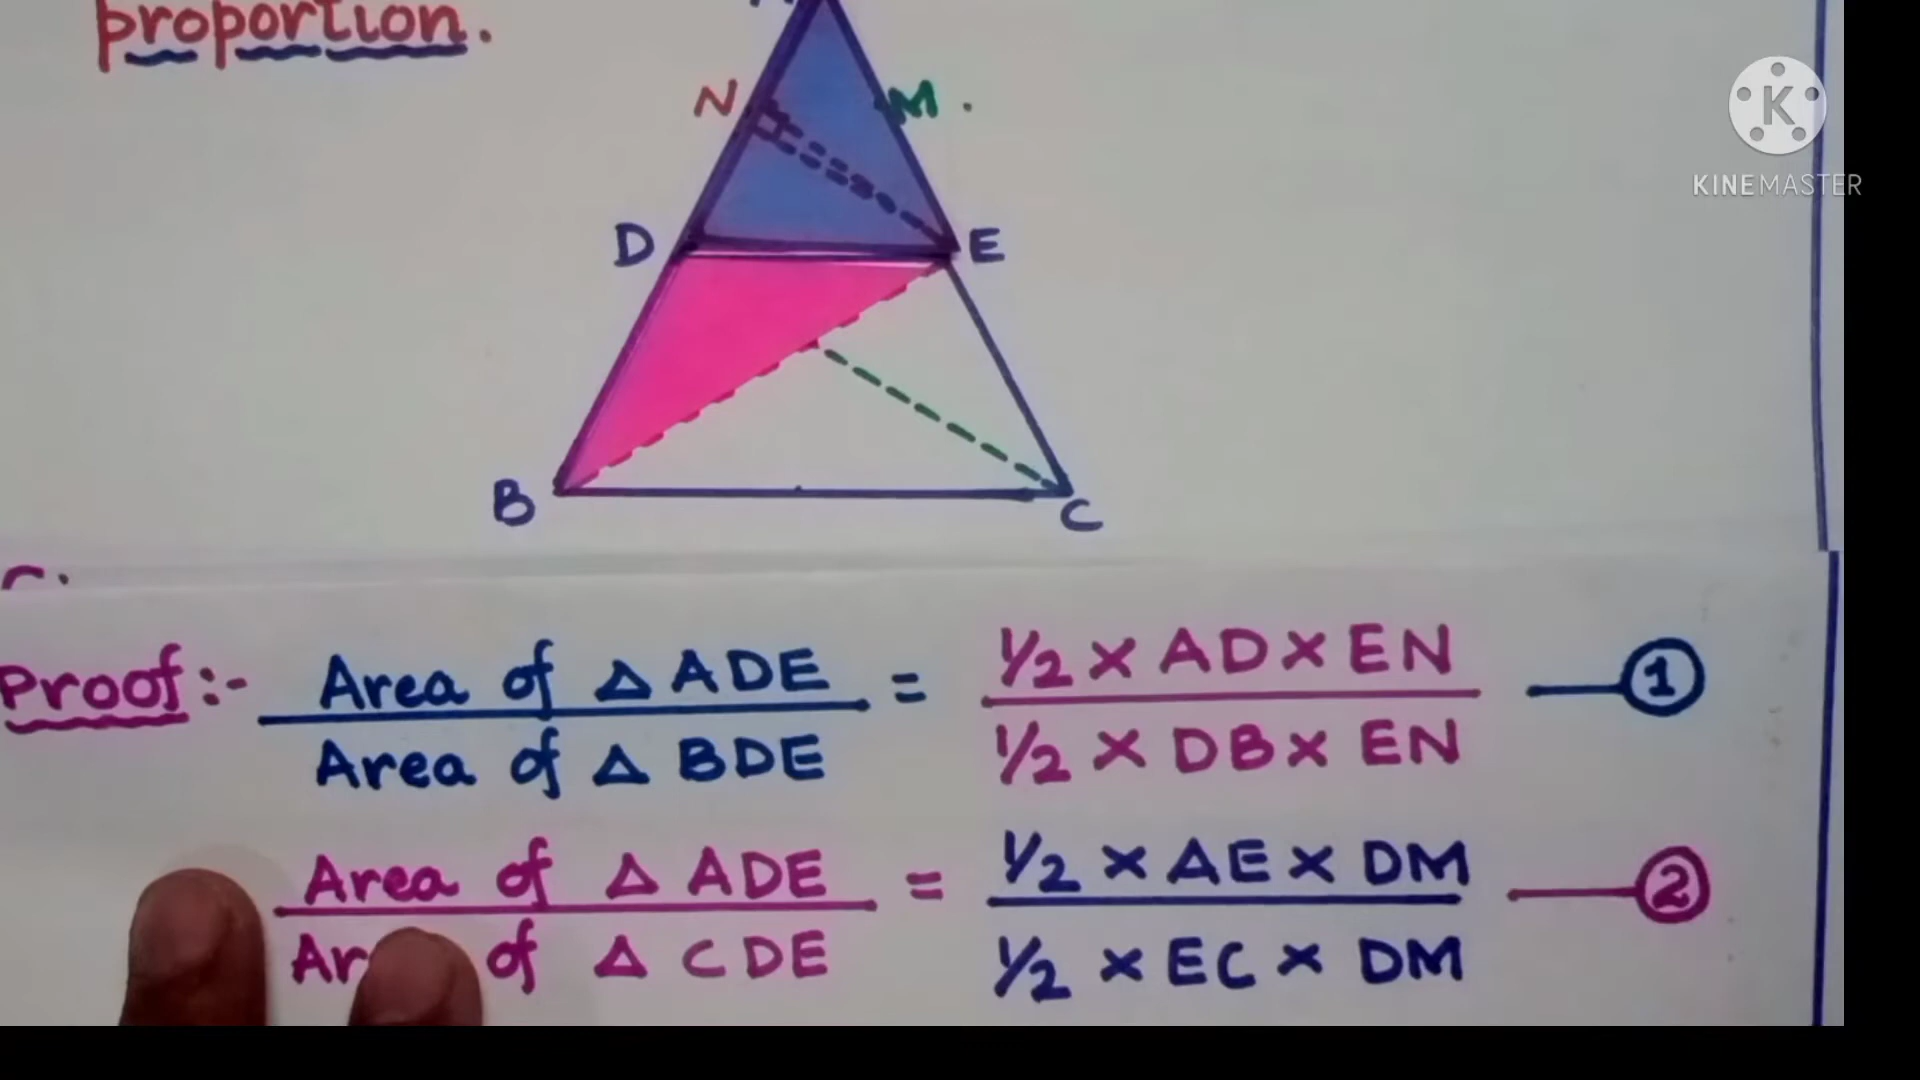 proportion.
N
M .
D
E
B
C
Proof:- Area of △ ADE = 1/2 × AD × EN —①
Area of △ BDE 1/2 × DB × EN
Area of △ ADE = 1/2 × AE × DM —②
of △ CDE 1/2 × EC × DM
KINEMASTER